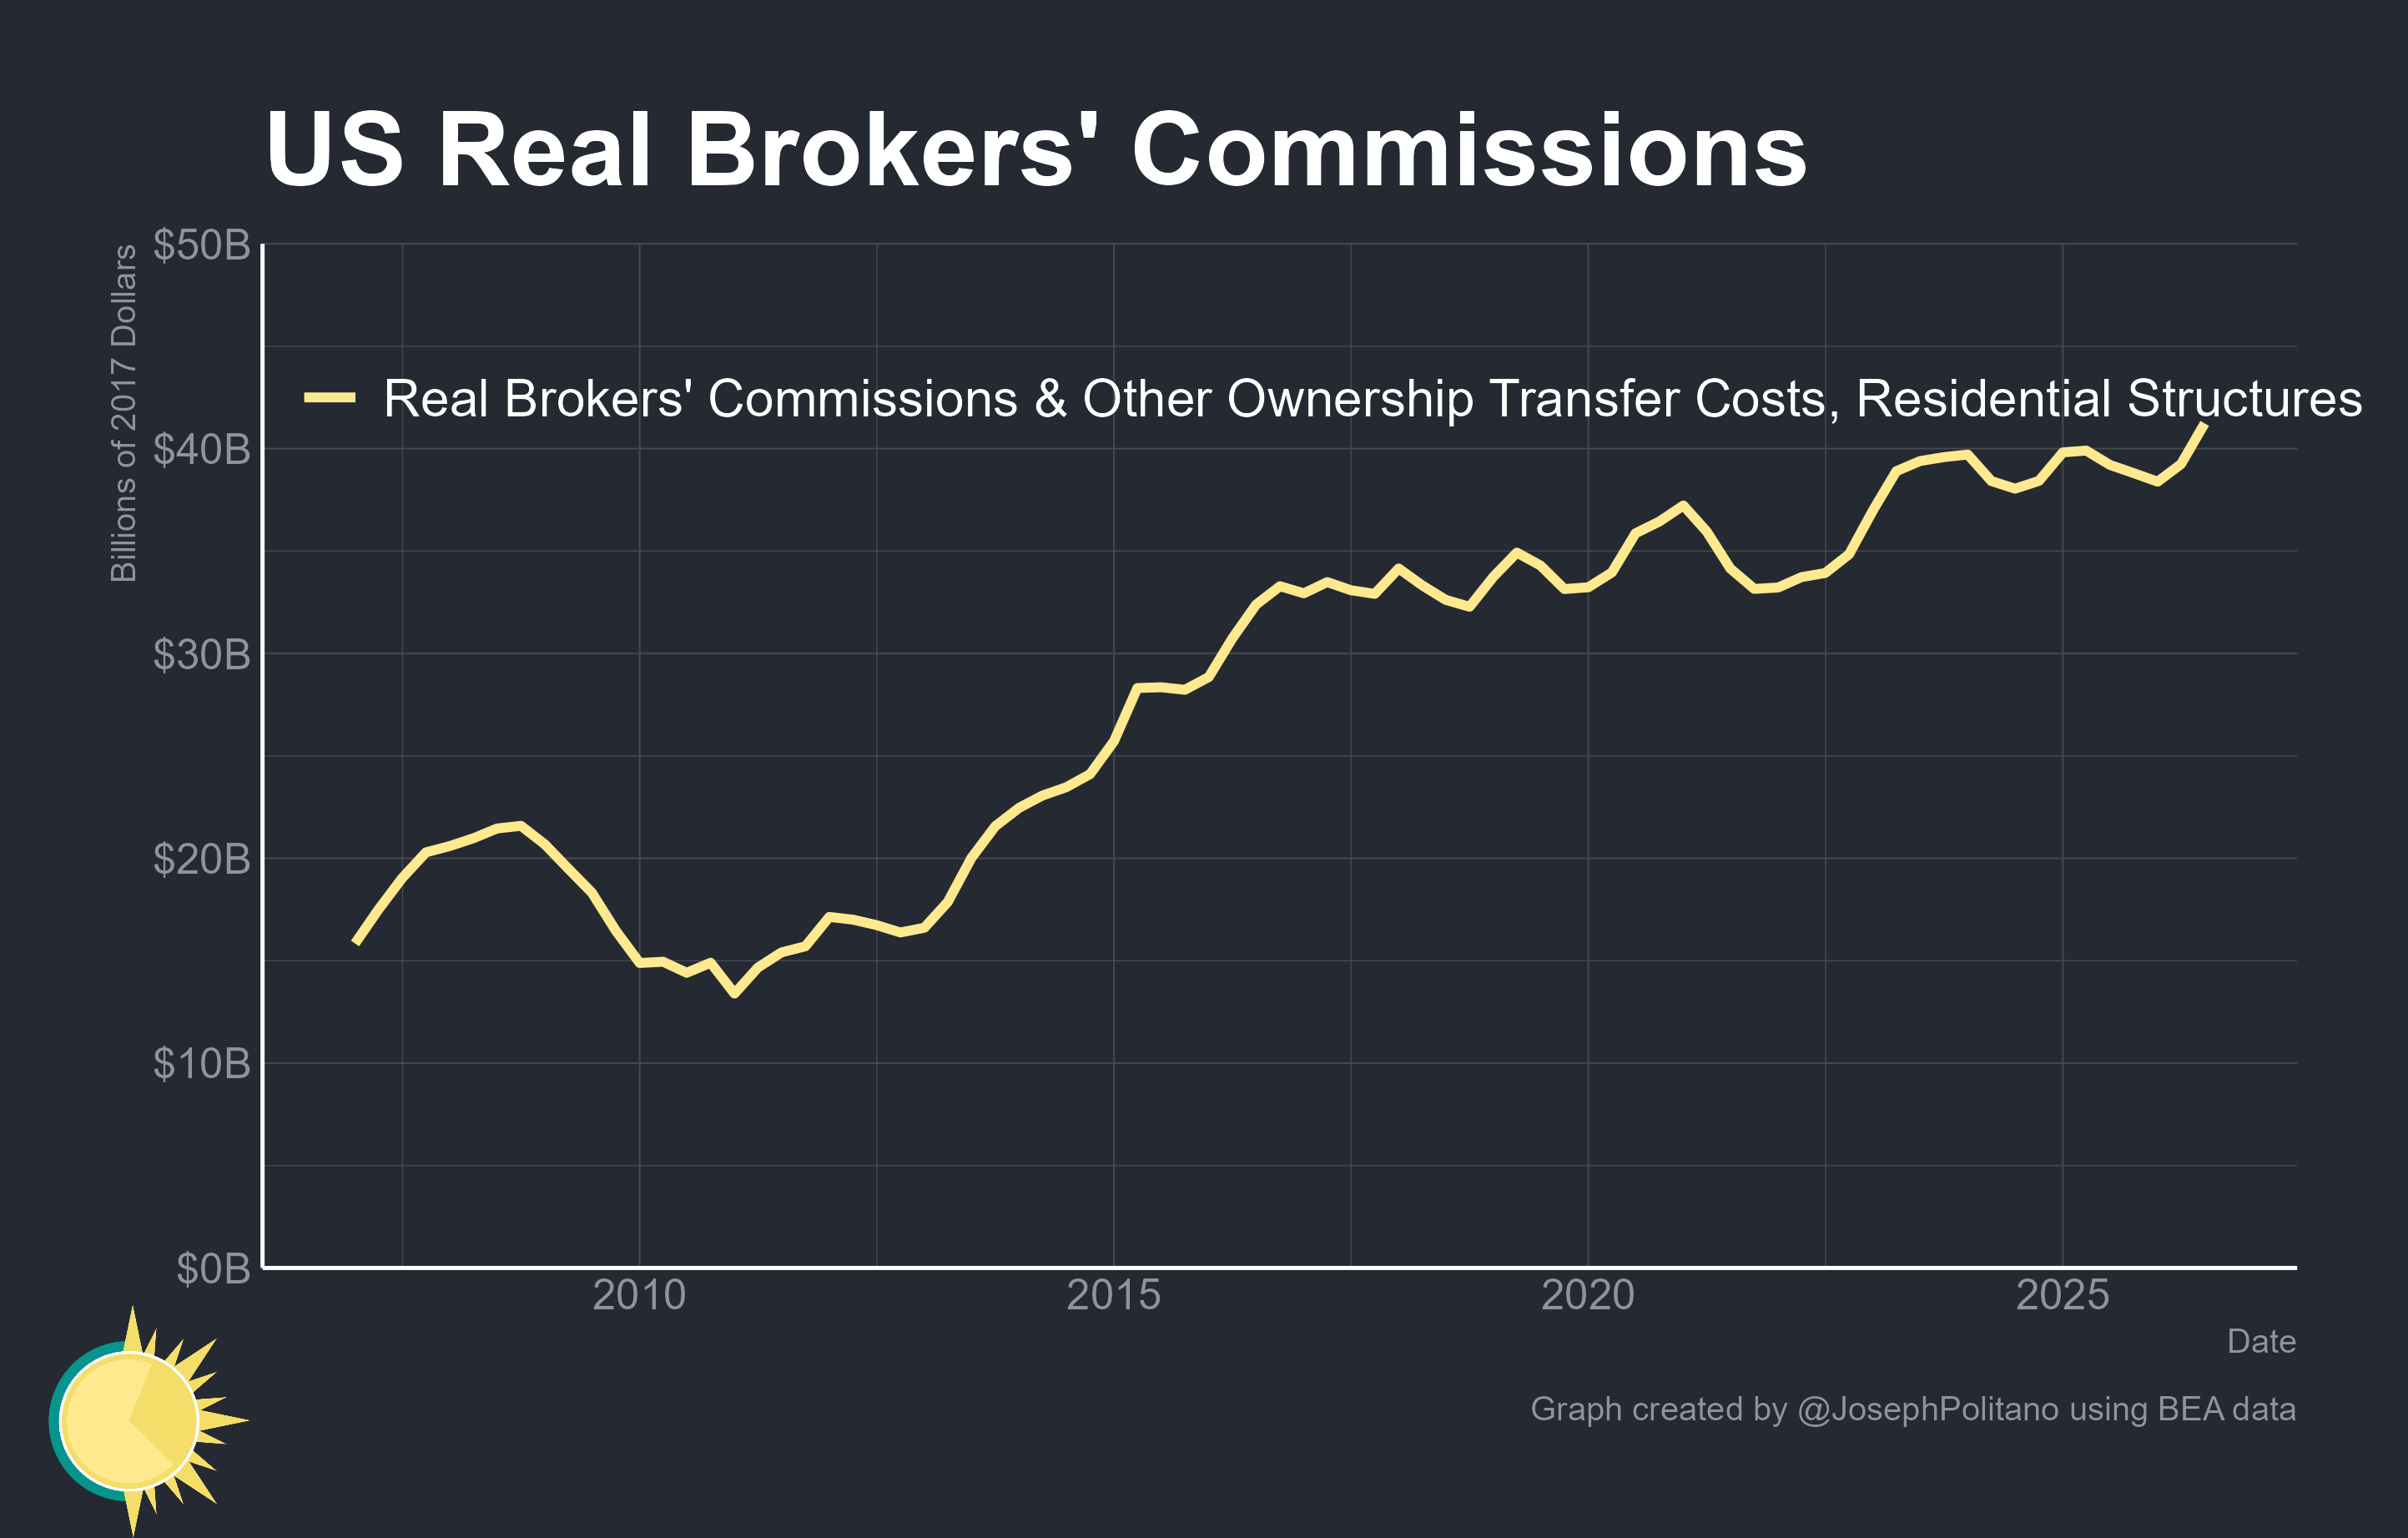 US Real Brokers' Commissions
Billions of 2017 Dollars
$50B
Real Brokers' Commissions & Other Ownership Transfer Costs, Residential Structures
$40B
$30B
$20B
$10B
$0B
2010 2015 2020 2025
Date
Graph created by @JosephPolitano using BEA data